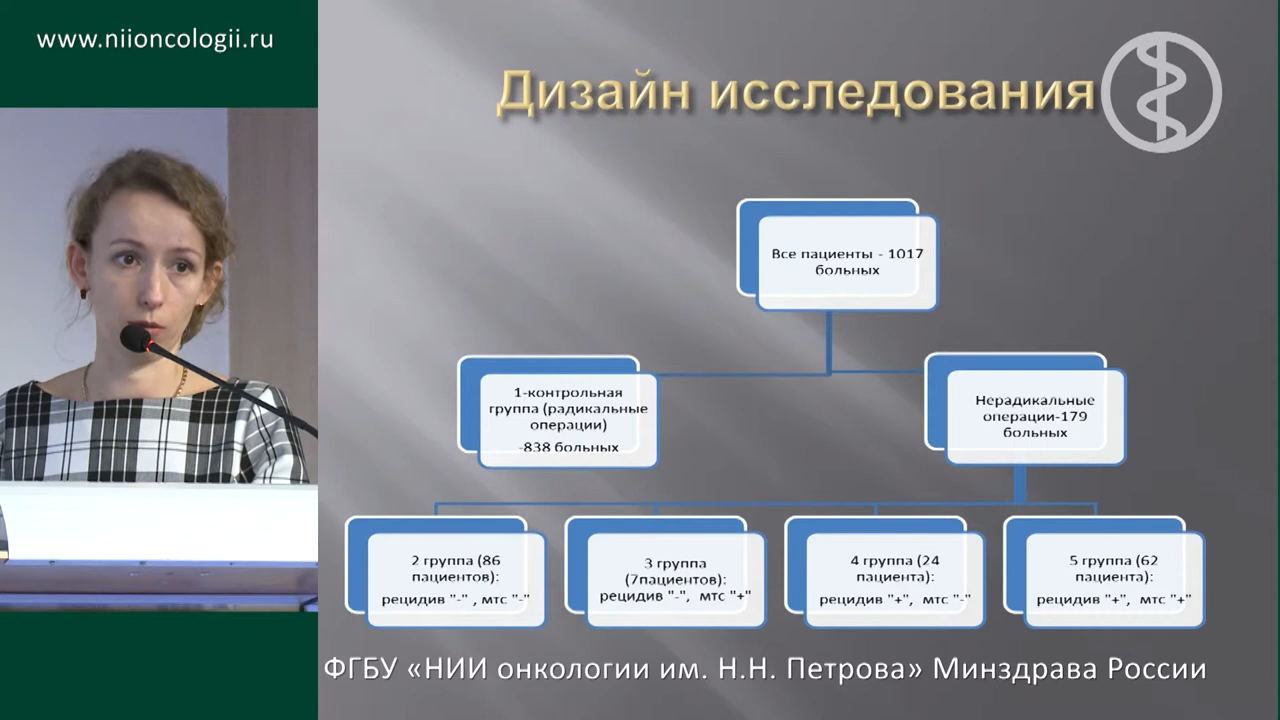 www.niioncologii.ru
Дизайн исследования
Все пациенты - 1017
больных
1-контрольная
группа (радикальные
операции)
-838 больных
Нерадикальные
операции-179
больных
2 группа (86
пациентов):
рецидив "-" , мтс "-"
3 группа
(7пациентов):
рецидив "-", мтс "+"
4 группа (24
пациента):
рецидив "+", мтс "-"
5 группа (62
пациента):
рецидив "+", мтс "+"
ФГБУ «НИИ онкологии им. Н.Н. Петрова» Минздрава России